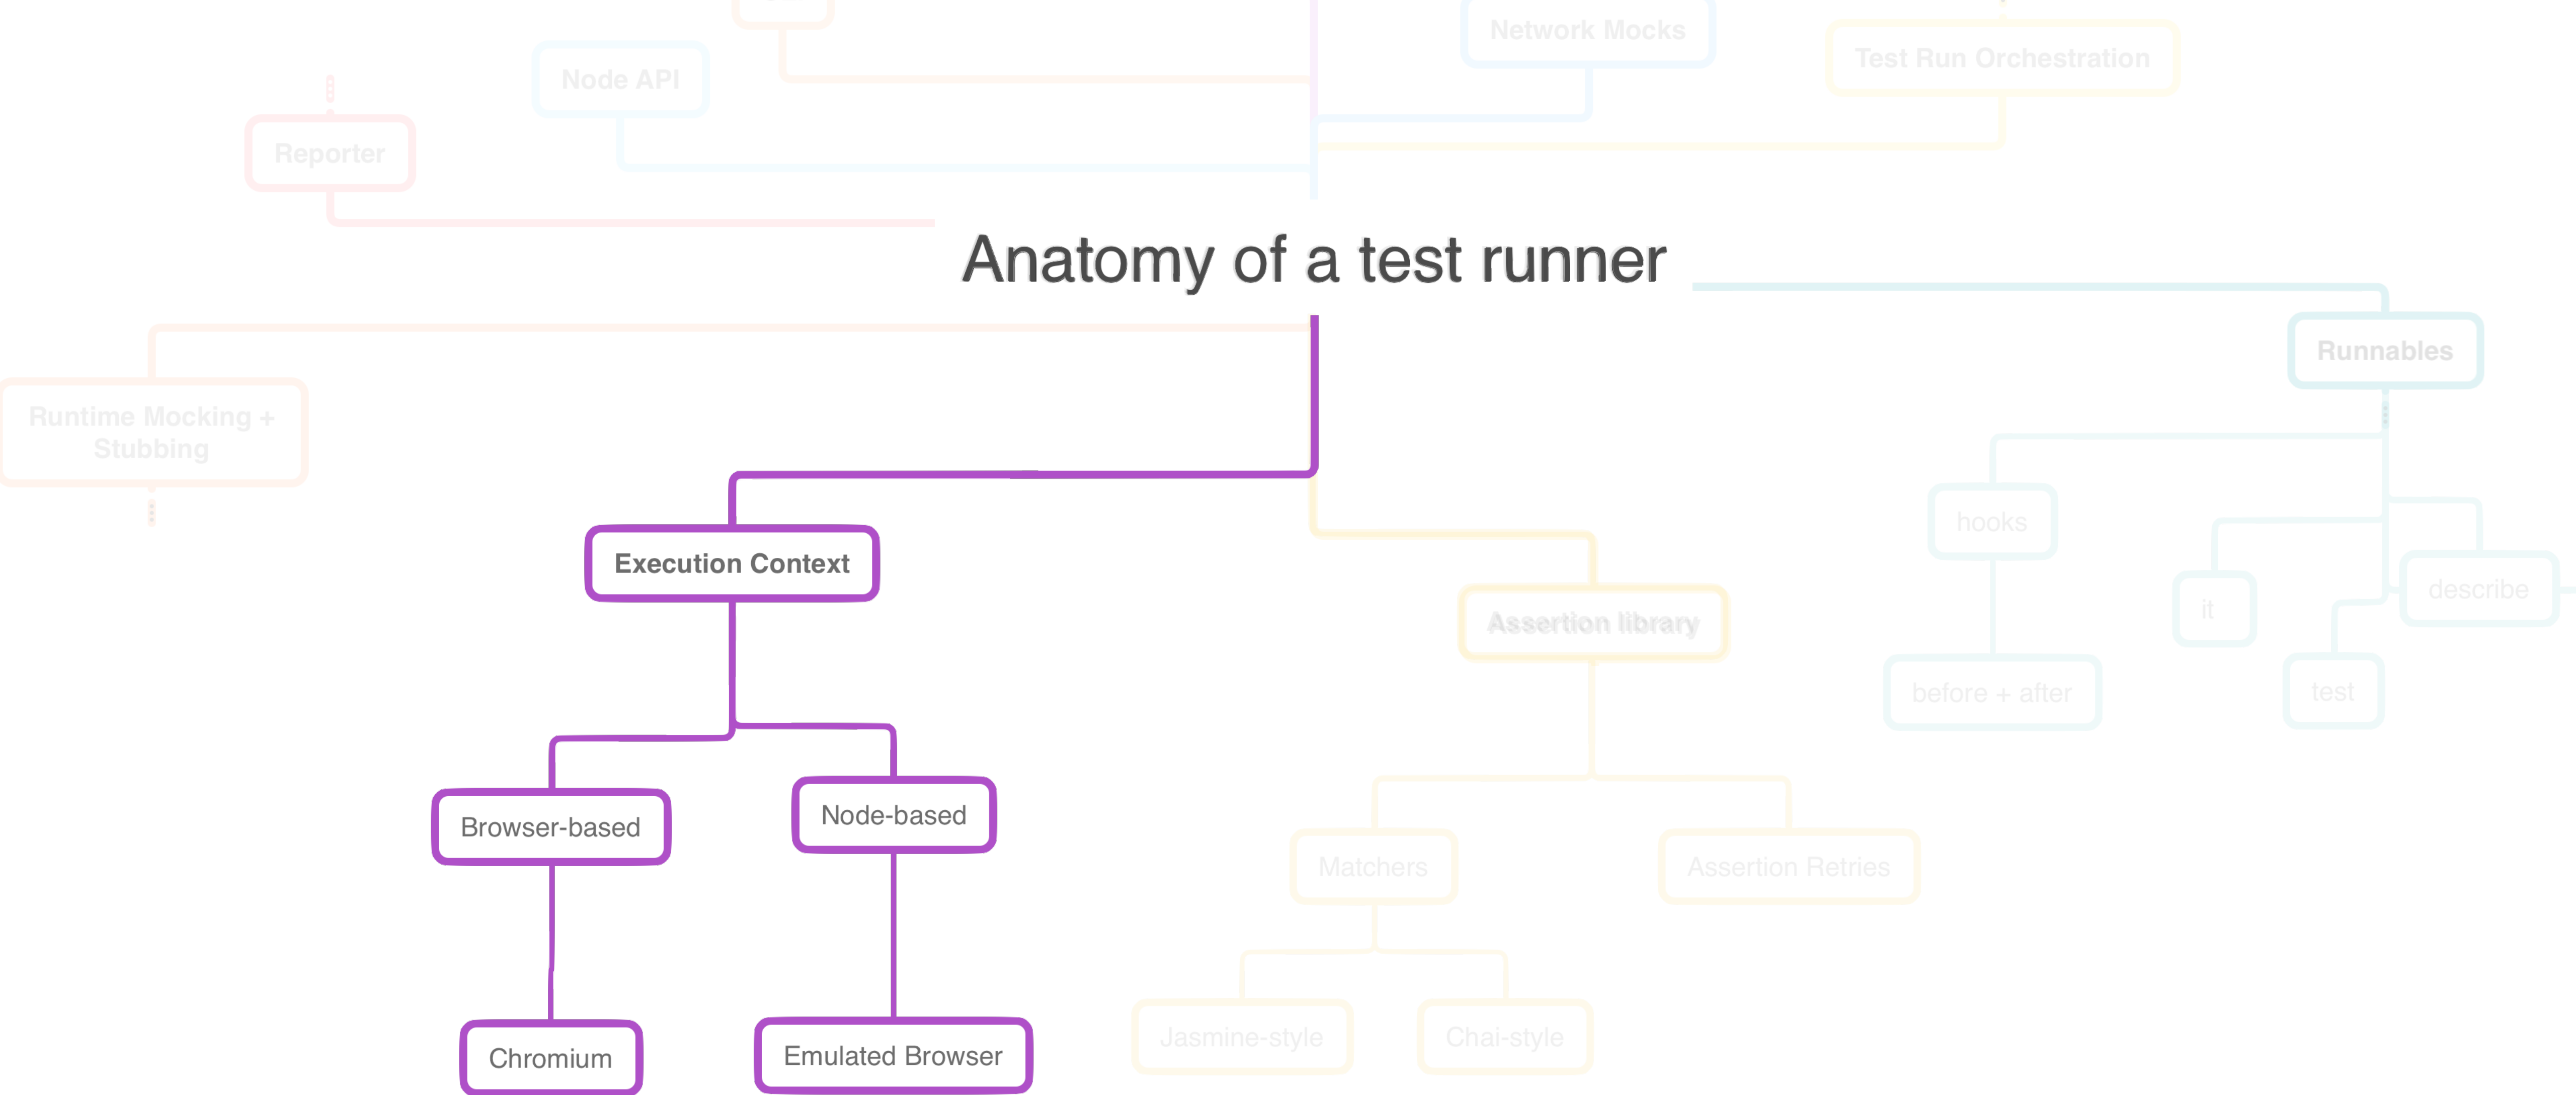 Network Mocks
Test Run Orchestration
Node API
Reporter
Anatomy of a test runner
Runnables
Runtime Mocking +
Stubbing
hooks
Execution Context
describe
it
Assertion library
before + after
test
Browser-based
Node-based
Matchers
Assertion Retries
Jasmine-style
Chai-style
Chromium
Emulated Browser